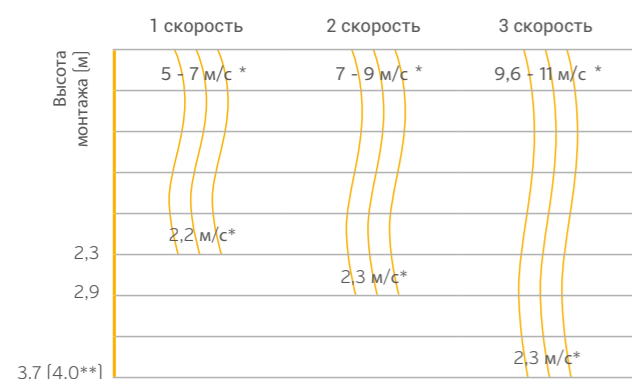 1 скорость 2 скорость 3 скорость
Высота
монтажа [м]
5 - 7 м/с * 7 - 9 м/с * 9,6 - 11 м/с *
2,2 м/с*
2,3
2,3 м/с*
2,9
2,3 м/с*
3,7 [4,0**]